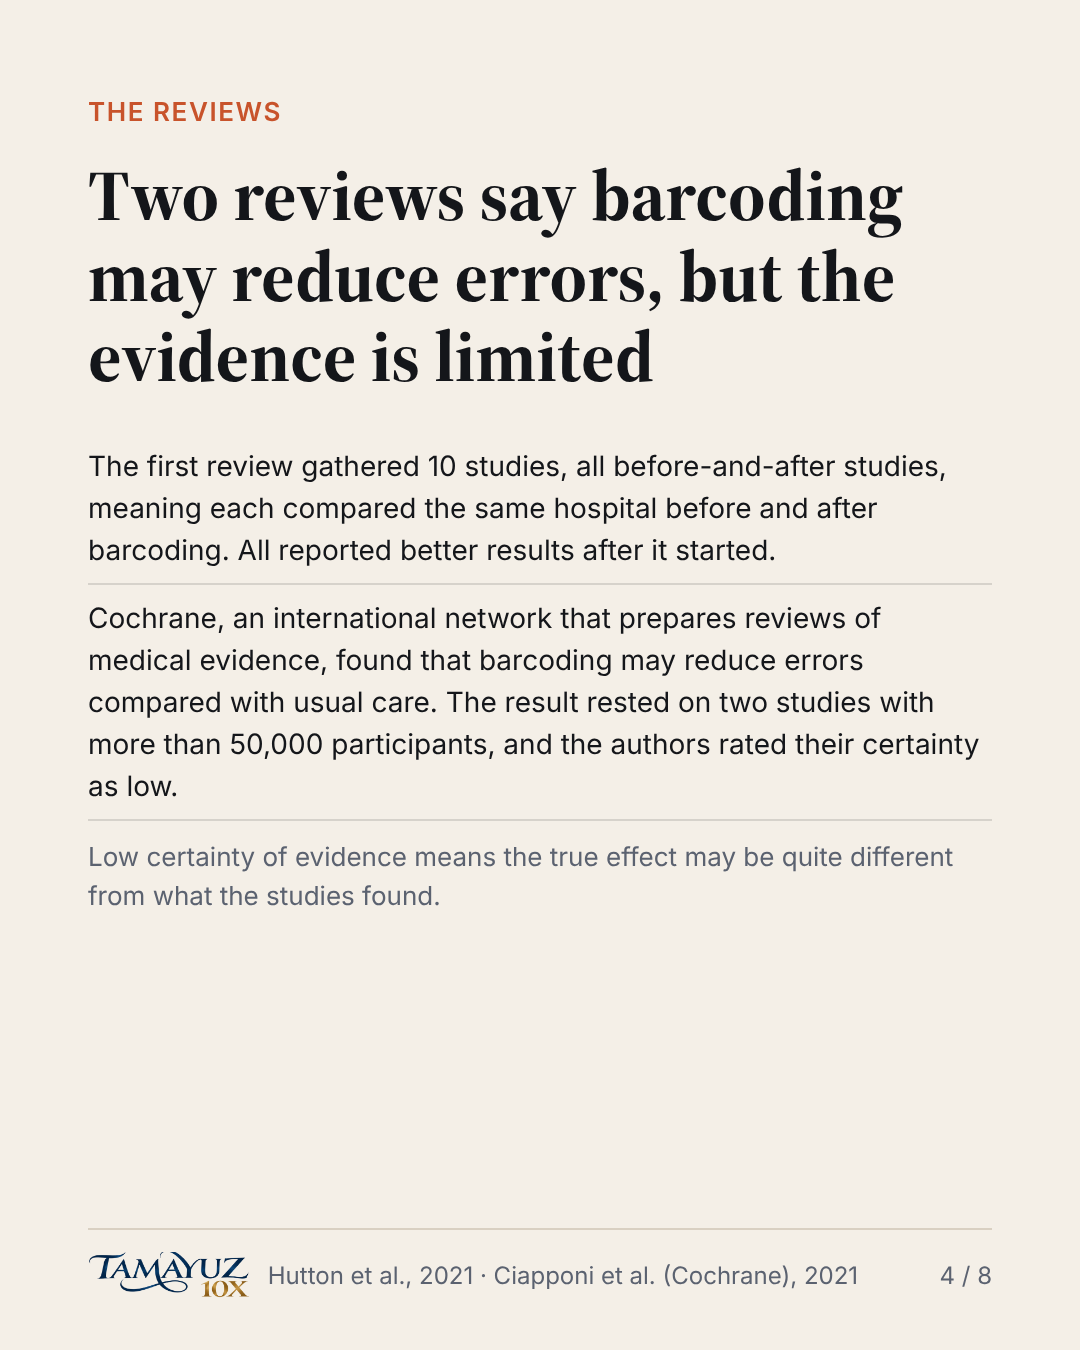 THE REVIEWS
Two reviews say barcoding
may reduce errors, but the
evidence is limited
The first review gathered 10 studies, all before-and-after studies,
meaning each compared the same hospital before and after
barcoding. All reported better results after it started.
Cochrane, an international network that prepares reviews of
medical evidence, found that barcoding may reduce errors
compared with usual care. The result rested on two studies with
more than 50,000 participants, and the authors rated their certainty
as low.
Low certainty of evidence means the true effect may be quite different
from what the studies found.
TAMAYUZ
10X
Hutton et al., 2021 · Ciapponi et al. (Cochrane), 2021
4 / 8